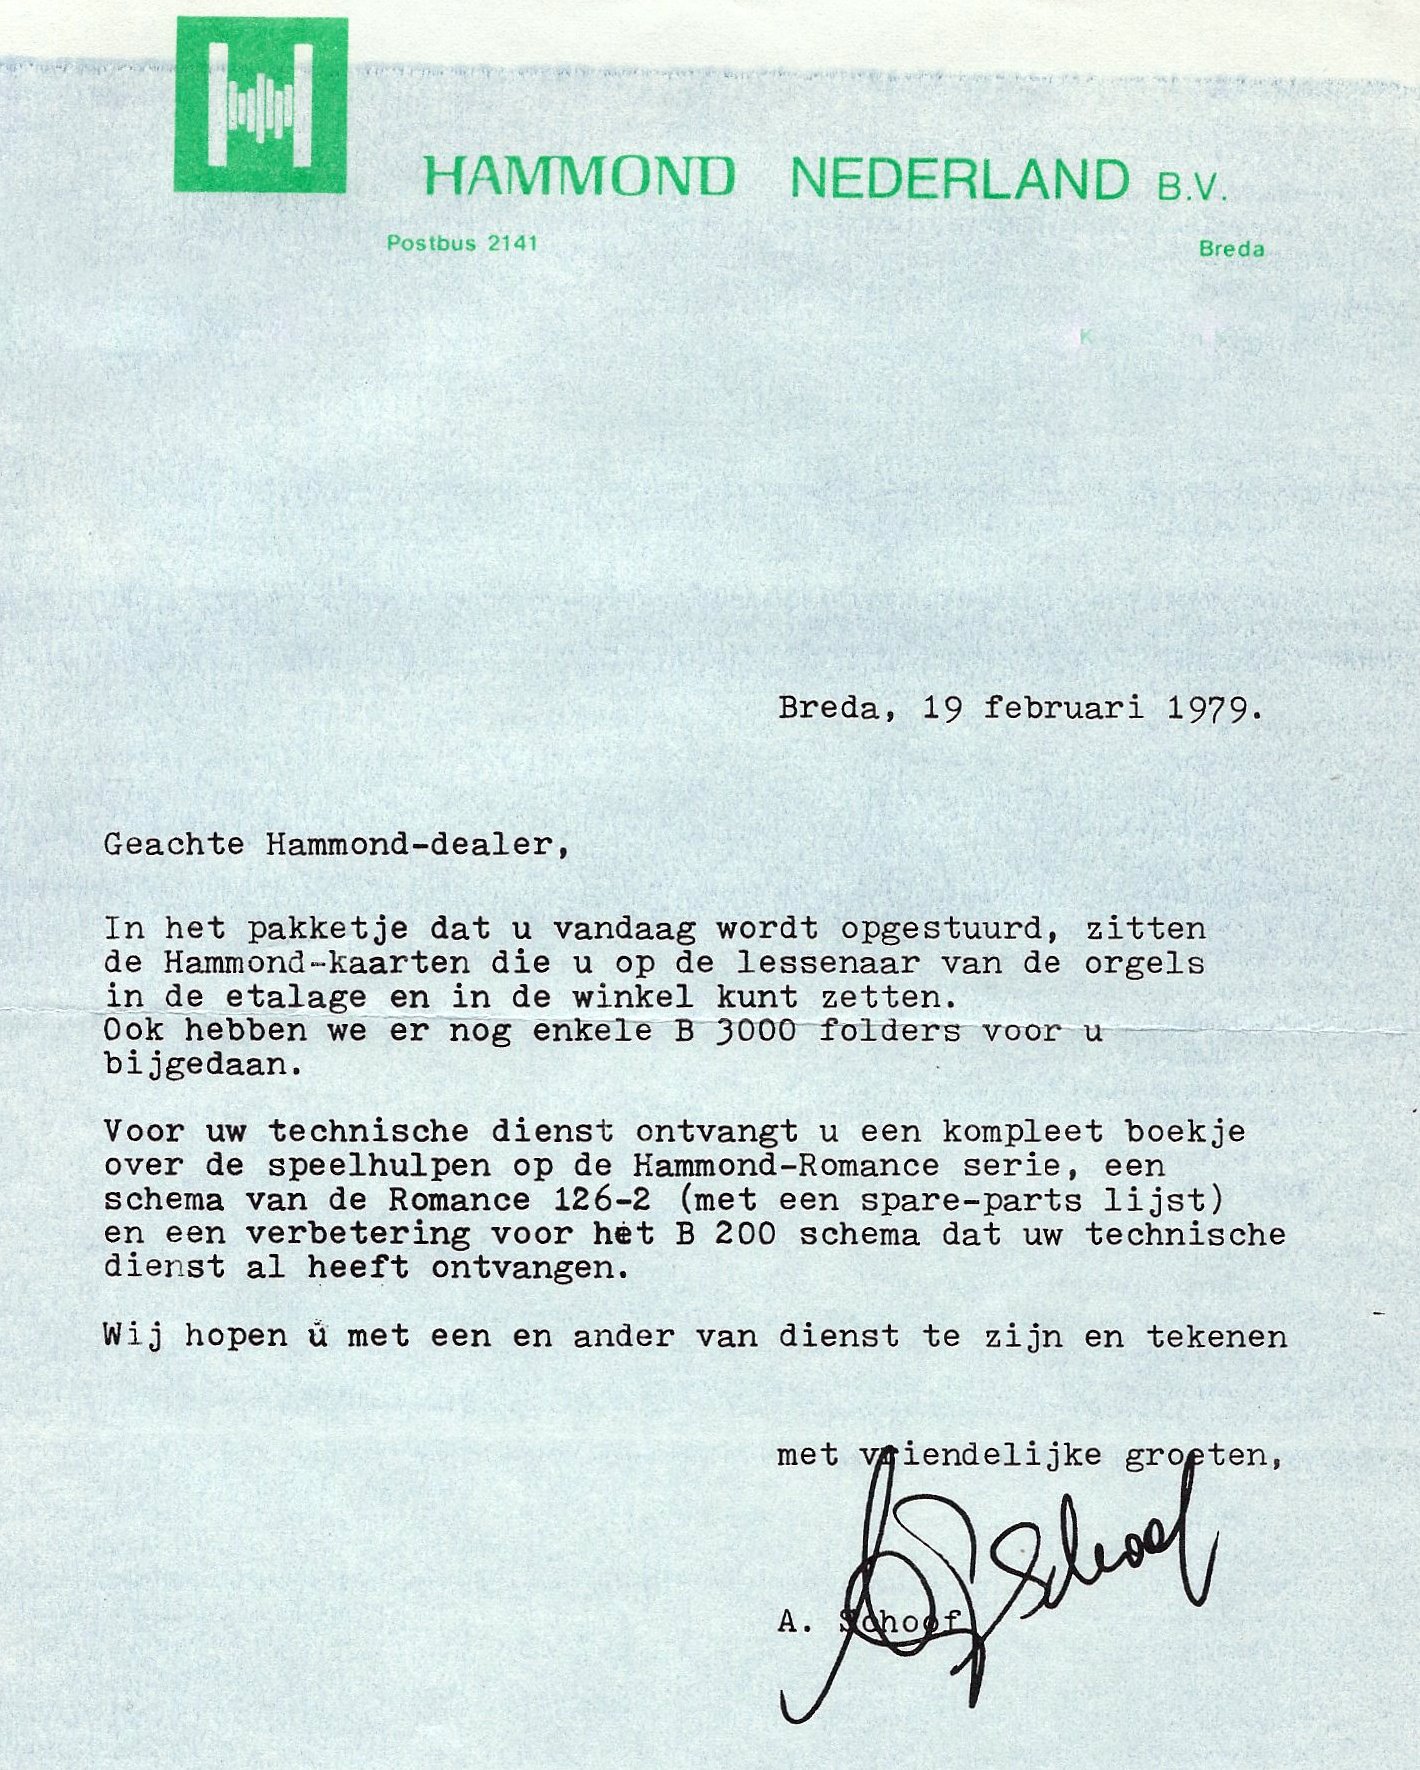 HAMMOND NEDERLAND B.V.
Postbus 2141 Breda
K
Breda, 19 februari 1979.
Geachte Hammond-dealer,
In het pakketje dat u vandaag wordt opgestuurd, zitten
de Hammond-kaarten die u op de lessenaar van de orgels
in de etalage en in de winkel kunt zetten.
Ook hebben we er nog enkele B 3000 folders voor u
bijgedaan.
Voor uw technische dienst ontvangt u een kompleet boekje
over de speelhulpen op de Hammond-Romance serie, een
schema van de Romance 126-2 (met een spare-parts lijst)
en een verbetering voor het B 200 schema dat uw technische
dienst al heeft ontvangen.
Wij hopen u met een en ander van dienst te zijn en tekenen
met vriendelijke groeten,
A Schoof
A. Schoof